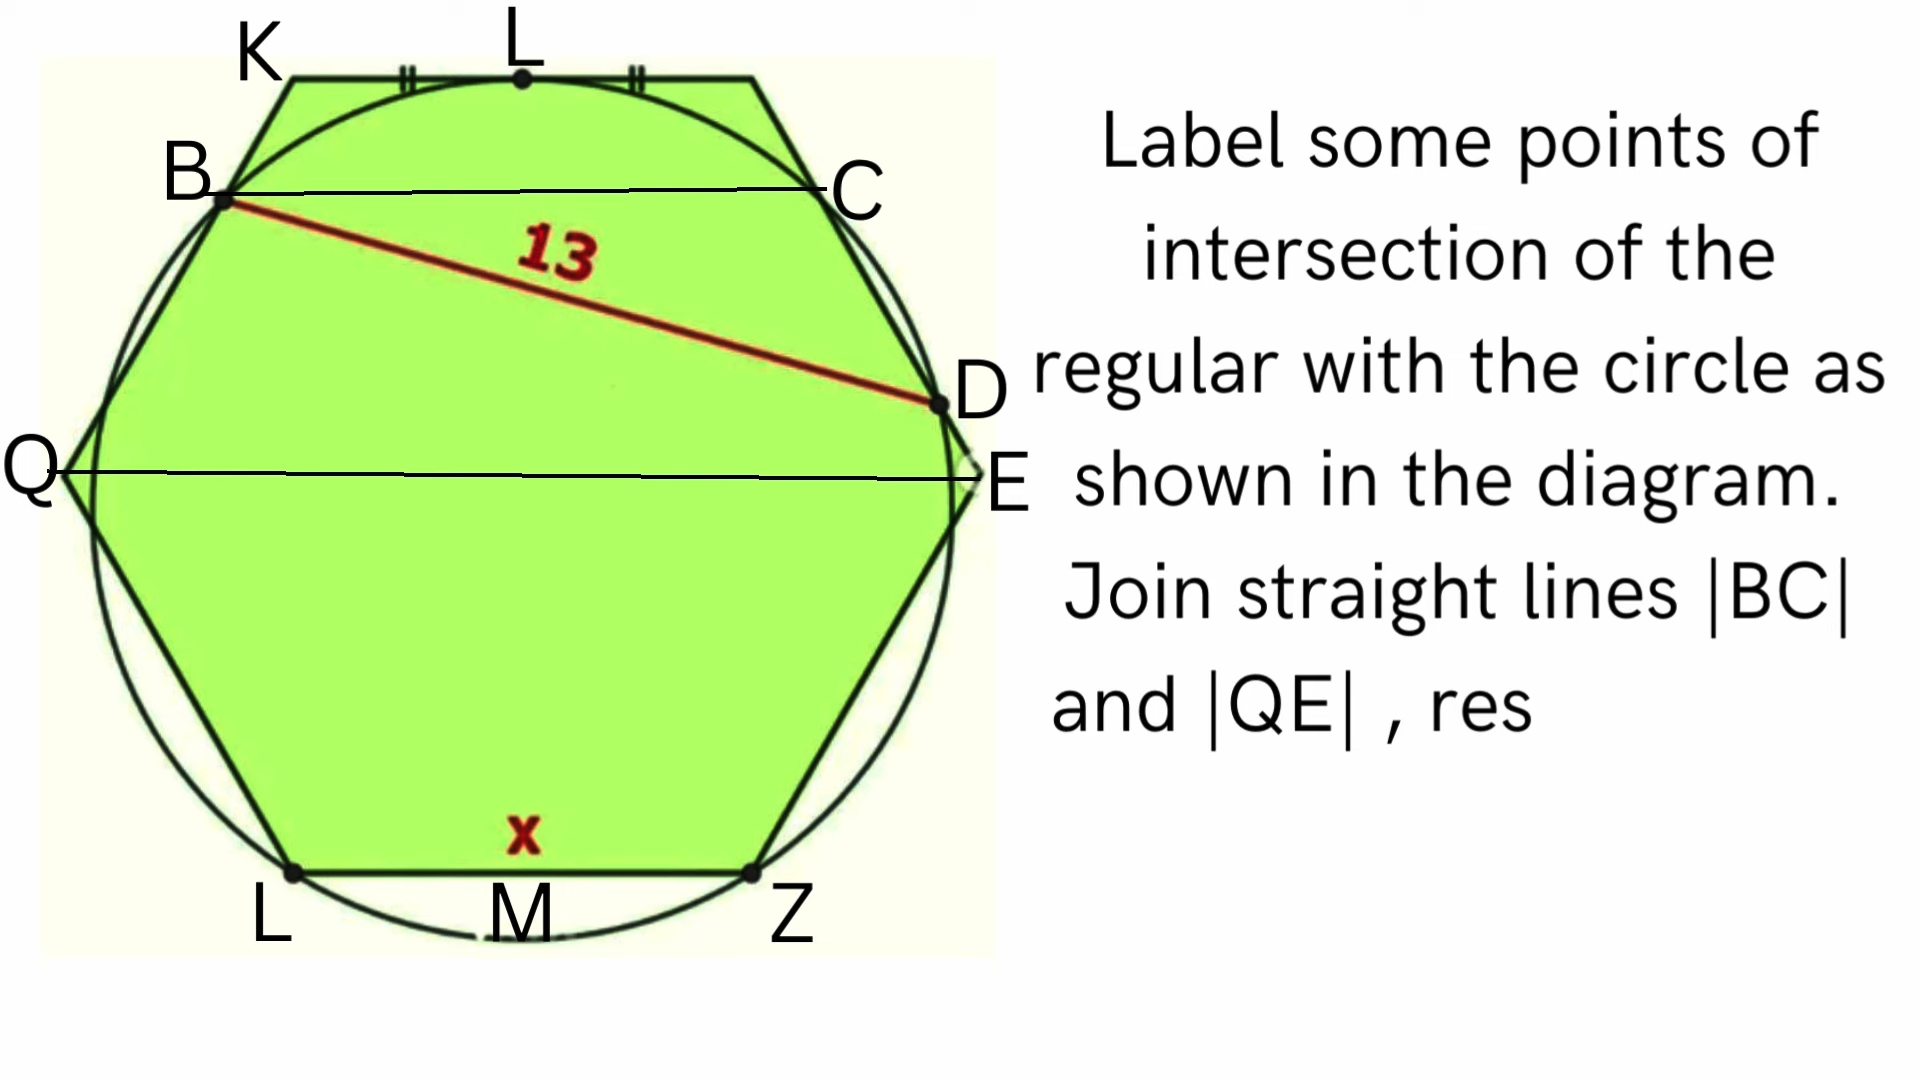 K
L
B
C
13
D
Q
E
x
L
M
Z
Label some points of
intersection of the
regular with the circle as
shown in the diagram.
Join straight lines |BC|
and |QE| , res